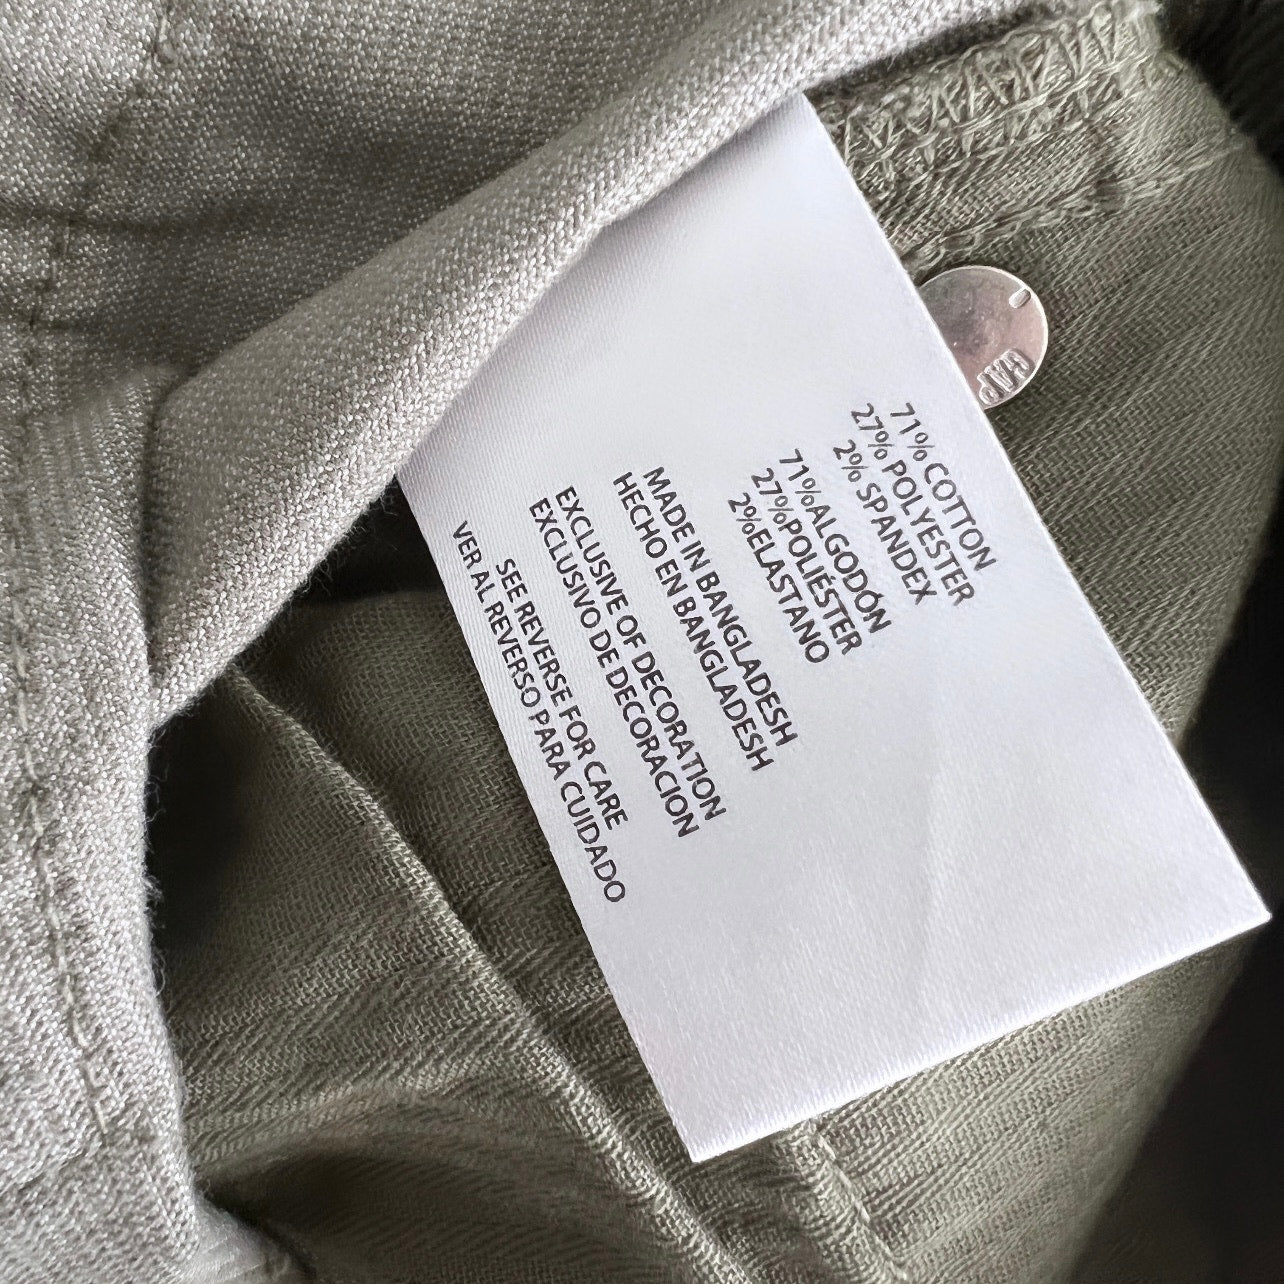 71% COTTON
27% POLYESTER
2% SPANDEX
71%ALGODÓN
27%POLIÉSTER
2%ELASTANO
MADE IN BANGLADESH
HECHO EN BANGLADESH
EXCLUSIVE OF DECORATION
EXCLUSIVO DE DECORACION
SEE REVERSE FOR CARE
VER AL REVERSO PARA CUIDADO
GAP